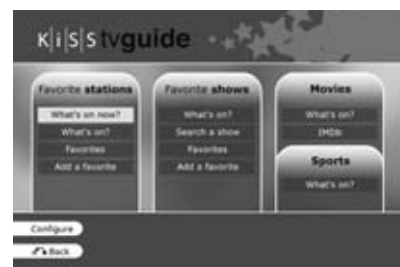 KiSS tvguide
Favorite stations
What's on now?
What's on?
Favorites
Add a favorite
Favorite shows
What's on?
Search a show
Favorites
Add a favorite
Movies
What's on?
IMDb
Sports
What's on?
Configure
Back